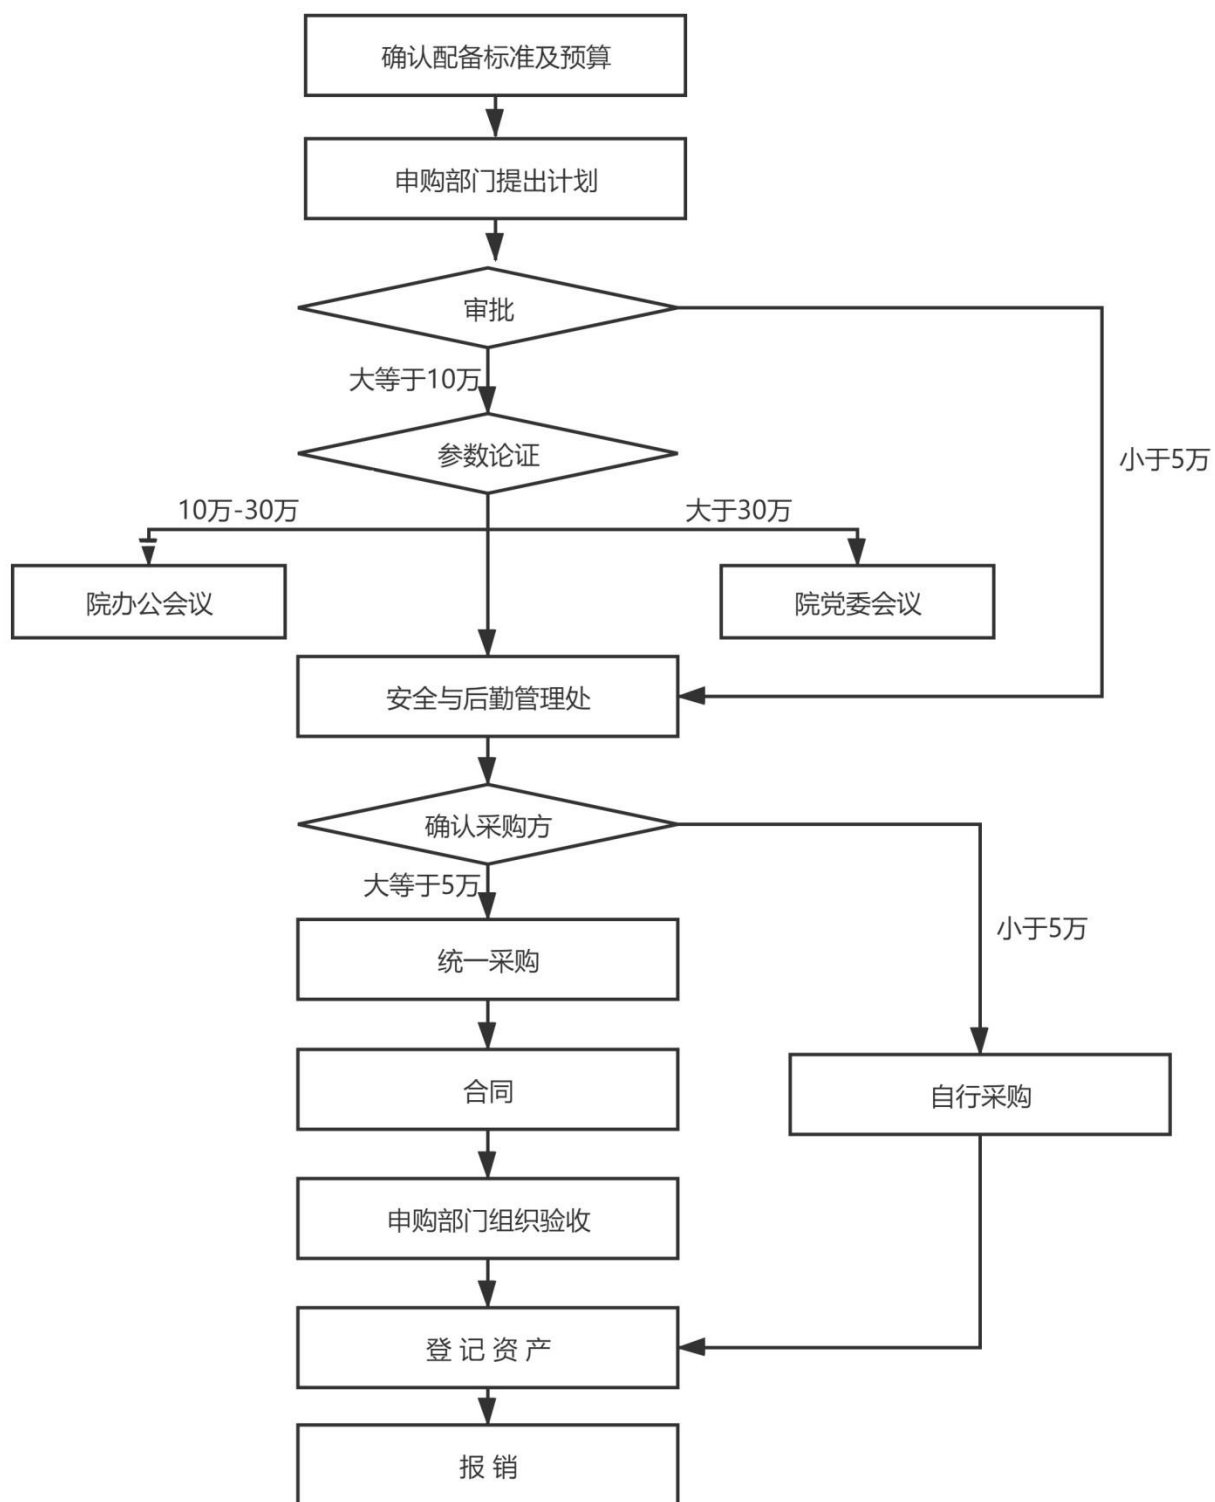 确认配备标准及预算
申购部门提出计划
审批
大等于10万
参数论证
小于5万
10万-30万
大于30万
院办公会议
院党委会议
安全与后勤管理处
确认采购方
大等于5万
小于5万
统一采购
合同
自行采购
申购部门组织验收
登 记 资 产
报 销